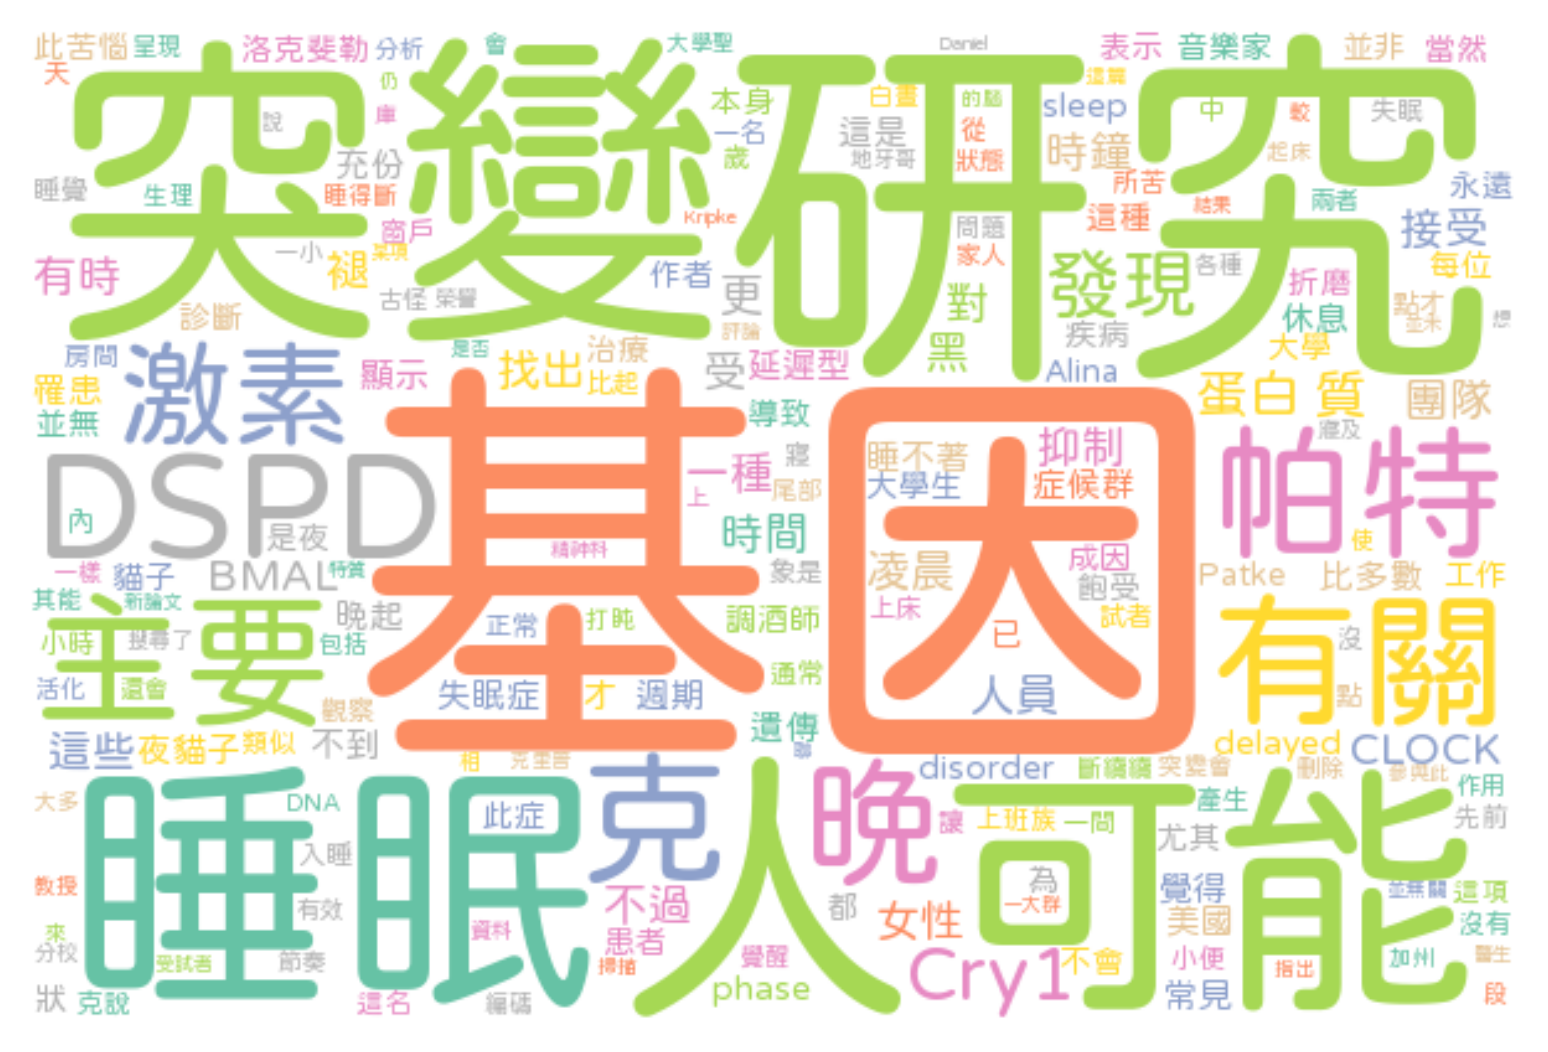 此苦惱 呈現 洛克斐勒 分析 會 大學聖 Daniel 表示 音樂家 並非 當然
天 仍 這篇
突變 研究
庫 說 本身 白晝 的腦 sleep 中 較 失眠
一名 這是 從
充份 歲 地牙哥 狀態 時鐘 起床
睡覺 生理 睡得斷 所苦 永遠
窗戶 Kripke 問題 這種 結果 兩者 接受
有時 一小 褪 某項 作者 家人 發現 各種 每位
古怪 榮譽 更 對 折磨
診斷 評論 疾病 休息 點才 並未 想
房間 激素 顯示 是否 找出 治療 黑 大學
罹患 比起 受 延遲型 Alina 蛋白質 團隊
並無 基因 導致 寢及
DSPD 一種 寢 睡不著 抑制 帕特
內 上 尾部 大學生 症候群
是夜 精神科 時間 使
一樣 貓子 BMAL 特質 象是 凌晨 成因 Patke 比多數 工作
其能 新論文 晚起 飽受
主要 小時 搜尋了 包括 正常 打盹 調酒師 上床 試者 有關
已 沒
活化 還會 失眠症 才 週期 通常 人員 點
觀察
這些 夜貓子 類似 不到 遺傳 delayed CLOCK
相 克里普 聯 disorder 斷續續 突變會 刪除 參與此
睡眠 克 人 晚 可能
大多 DNA 此症 讓 上班族 一間 產生 作用
入睡 尤其 先前
教授 有效 不過 都 為 覺得 並無關 這項
來 資料 女性 一大群 美國 沒有
分校 受試者 節奏 患者 掃描 覺醒 Cry1 不會 小便 指出 加州 醫生
狀 克說 這名 編碼 phase 常見 段